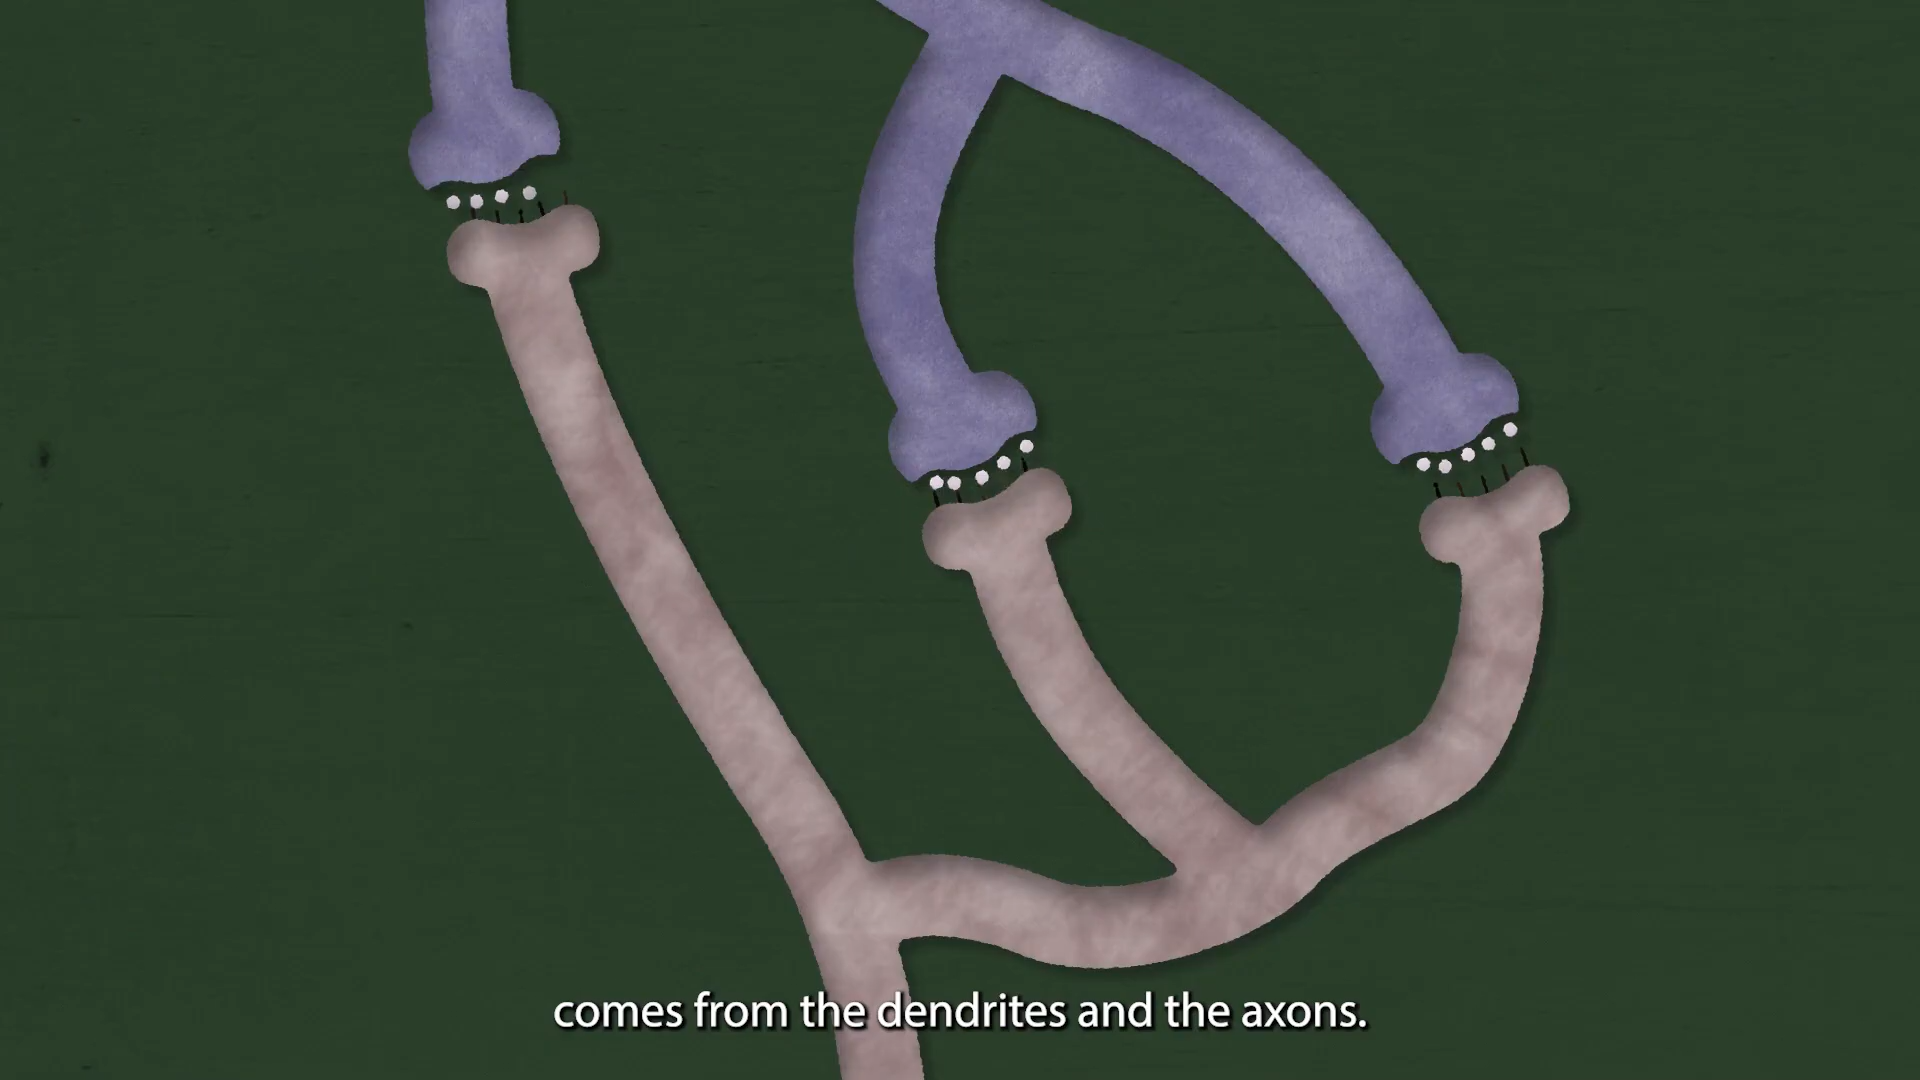 comes from the dendrites and the axons.